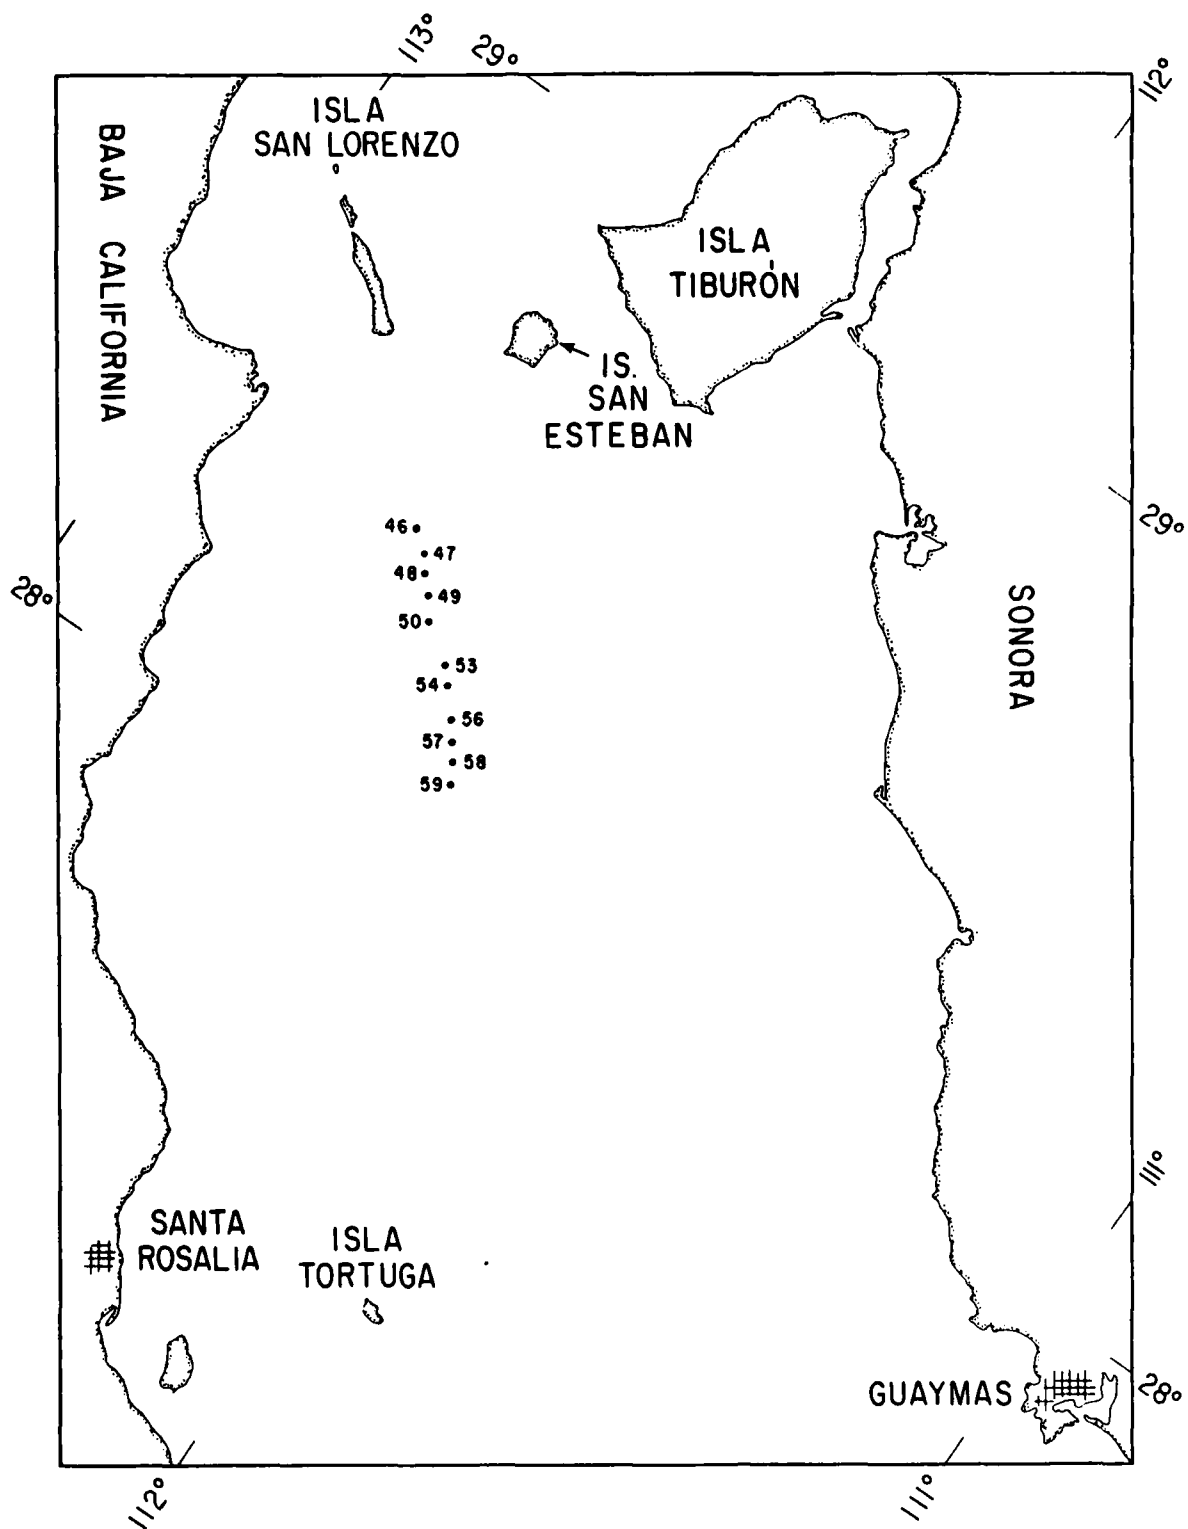 113°
29°
112°
ISLA
SAN LORENZO
BAJA CALIFORNIA
ISLA
TIBURÓN
IS.
SAN
ESTEBAN
29°
28°
SONORA
46
47
48
49
50
53
54
56
57
58
59
111°
SANTA
ROSALIA
ISLA
TORTUGA
GUAYMAS
28°
112°
111°